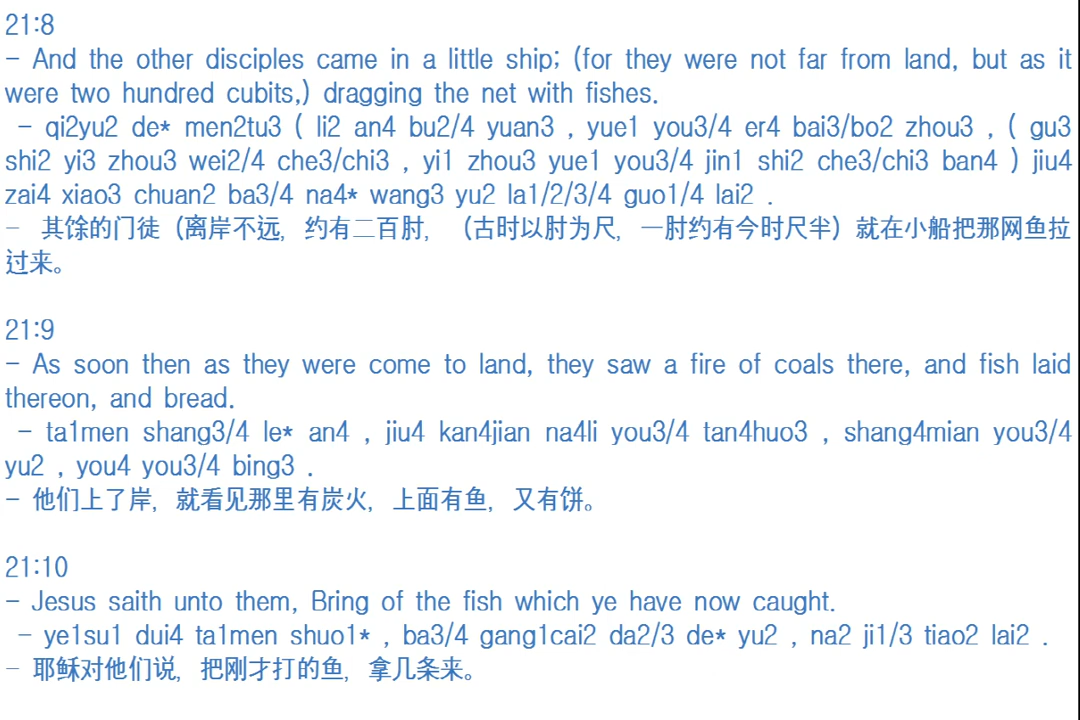 21:8
- And the other disciples came in a little ship; (for they were not far from land, but as it
were two hundred cubits,) dragging the net with fishes.
- qi2yu2 de* men2tu3 ( li2 an4 bu2/4 yuan3 , yue1 you3/4 er4 bai3/bo2 zhou3 , ( gu3
shi2 yi3 zhou3 wei2/4 che3/chi3 , yi1 zhou3 yue1 you3/4 jin1 shi2 che3/chi3 ban4 ) jiu4
zai4 xiao3 chuan2 ba3/4 na4* wang3 yu2 la1/2/3/4 guo1/4 lai2 .
- 其馀的门徒（离岸不远，约有二百肘，（古时以肘为尺，一肘约有今时尺半）就在小船把那网鱼拉
过来。
21:9
- As soon then as they were come to land, they saw a fire of coals there, and fish laid
thereon, and bread.
- ta1men shang3/4 le* an4 , jiu4 kan4jian na4li you3/4 tan4huo3 , shang4mian you3/4
yu2 , you4 you3/4 bing3 .
- 他们上了岸，就看见那里有炭火，上面有鱼，又有饼。
21:10
- Jesus saith unto them, Bring of the fish which ye have now caught.
- ye1su1 dui4 ta1men shuo1* , ba3/4 gang1cai2 da2/3 de* yu2 , na2 ji1/3 tiao2 lai2 .
- 耶稣对他们说，把刚才打的鱼，拿几条来。